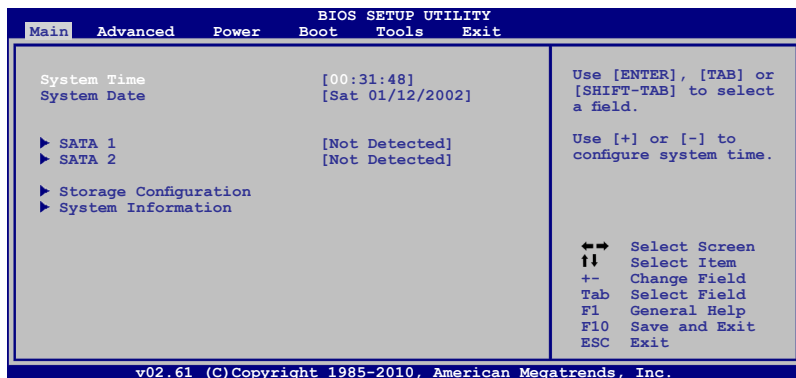 BIOS SETUP UTILITY
Main Advanced Power Boot Tools Exit
System Time [00:31:48]
System Date [Sat 01/12/2002]
SATA 1 [Not Detected]
SATA 2 [Not Detected]
Storage Configuration
System Information
Use [ENTER], [TAB] or
[SHIFT-TAB] to select
a field.
Use [+] or [-] to
configure system time.
←→ Select Screen
↑↓ Select Item
+- Change Field
Tab Select Field
F1 General Help
F10 Save and Exit
ESC Exit
v02.61 (C)Copyright 1985-2010, American Megatrends, Inc.